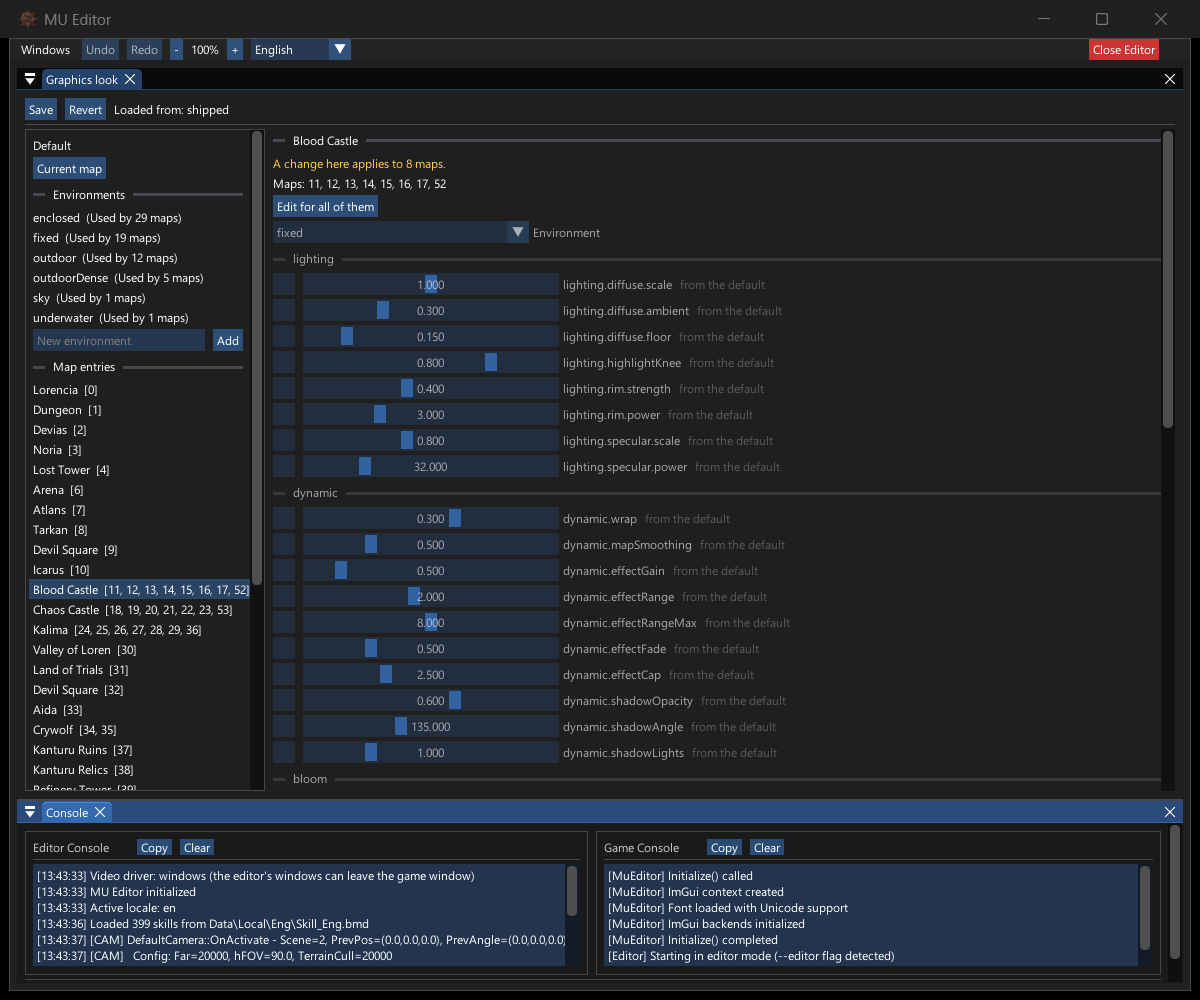 MU Editor
Windows Undo Redo - 100% + English Close Editor
Graphics look
Save Revert Loaded from: shipped
Default
Current map
Environments
enclosed (Used by 29 maps)
fixed (Used by 19 maps)
outdoor (Used by 12 maps)
outdoorDense (Used by 5 maps)
sky (Used by 1 maps)
underwater (Used by 1 maps)
New environment Add
Map entries
Lorencia [0]
Dungeon [1]
Devias [2]
Noria [3]
Lost Tower [4]
Arena [6]
Atlans [7]
Tarkan [8]
Devil Square [9]
Icarus [10]
Blood Castle [11, 12, 13, 14, 15, 16, 17, 52]
Chaos Castle [18, 19, 20, 21, 22, 23, 53]
Kalima [24, 25, 26, 27, 28, 29, 36]
Valley of Loren [30]
Land of Trials [31]
Devil Square [32]
Aida [33]
Crywolf [34, 35]
Kanturu Ruins [37]
Kanturu Relics [38]
Refinery Tower [39]
Blood Castle
A change here applies to 8 maps.
Maps: 11, 12, 13, 14, 15, 16, 17, 52
Edit for all of them
fixed Environment
lighting
1.000 lighting.diffuse.scale from the default
0.300 lighting.diffuse.ambient from the default
0.150 lighting.diffuse.floor from the default
0.800 lighting.highlightKnee from the default
0.400 lighting.rim.strength from the default
3.000 lighting.rim.power from the default
0.800 lighting.specular.scale from the default
32.000 lighting.specular.power from the default
dynamic
0.300 dynamic.wrap from the default
0.500 dynamic.mapSmoothing from the default
0.500 dynamic.effectGain from the default
2.000 dynamic.effectRange from the default
8.000 dynamic.effectRangeMax from the default
0.500 dynamic.effectFade from the default
2.500 dynamic.effectCap from the default
0.600 dynamic.shadowOpacity from the default
135.000 dynamic.shadowAngle from the default
1.000 dynamic.shadowLights from the default
bloom
Console
Editor Console Copy Clear
[13:43:33] Video driver: windows (the editor's windows can leave the game window)
[13:43:33] MU Editor initialized
[13:43:33] Active locale: en
[13:43:36] Loaded 399 skills from Data\Local\Eng\Skill_Eng.bmd
[13:43:37] [CAM] DefaultCamera::OnActivate - Scene=2, PrevPos=(0.0,0.0,0.0), PrevAngle=(0.0,0.0,0.0)
[13:43:37] [CAM] Config: Far=20000, hFOV=90.0, TerrainCull=20000
Game Console Copy Clear
[MuEditor] Initialize() called
[MuEditor] ImGui context created
[MuEditor] Font loaded with Unicode support
[MuEditor] ImGui backends initialized
[MuEditor] Initialize() completed
[Editor] Starting in editor mode (--editor flag detected)